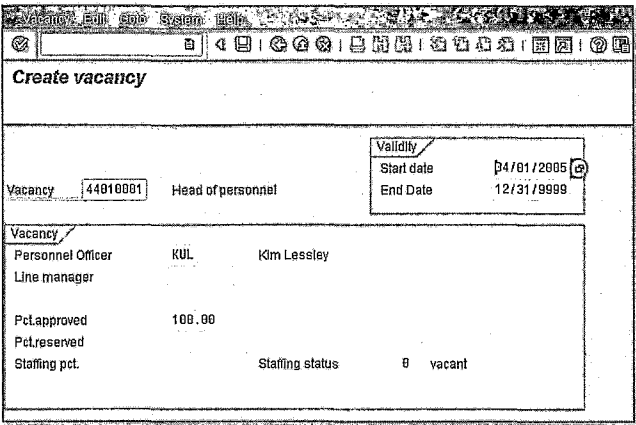 Vacancy Edit Goto System Help
Create vacancy
Validity
Start date 04/01/2005
End Date 12/31/9999
Vacancy 44010001 Head of personnel
Vacancy
Personnel Officer KUL Kim Lessley
Line manager
Pct.approved 100.00
Pct.reserved
Staffing pct. Staffing status 0 vacant